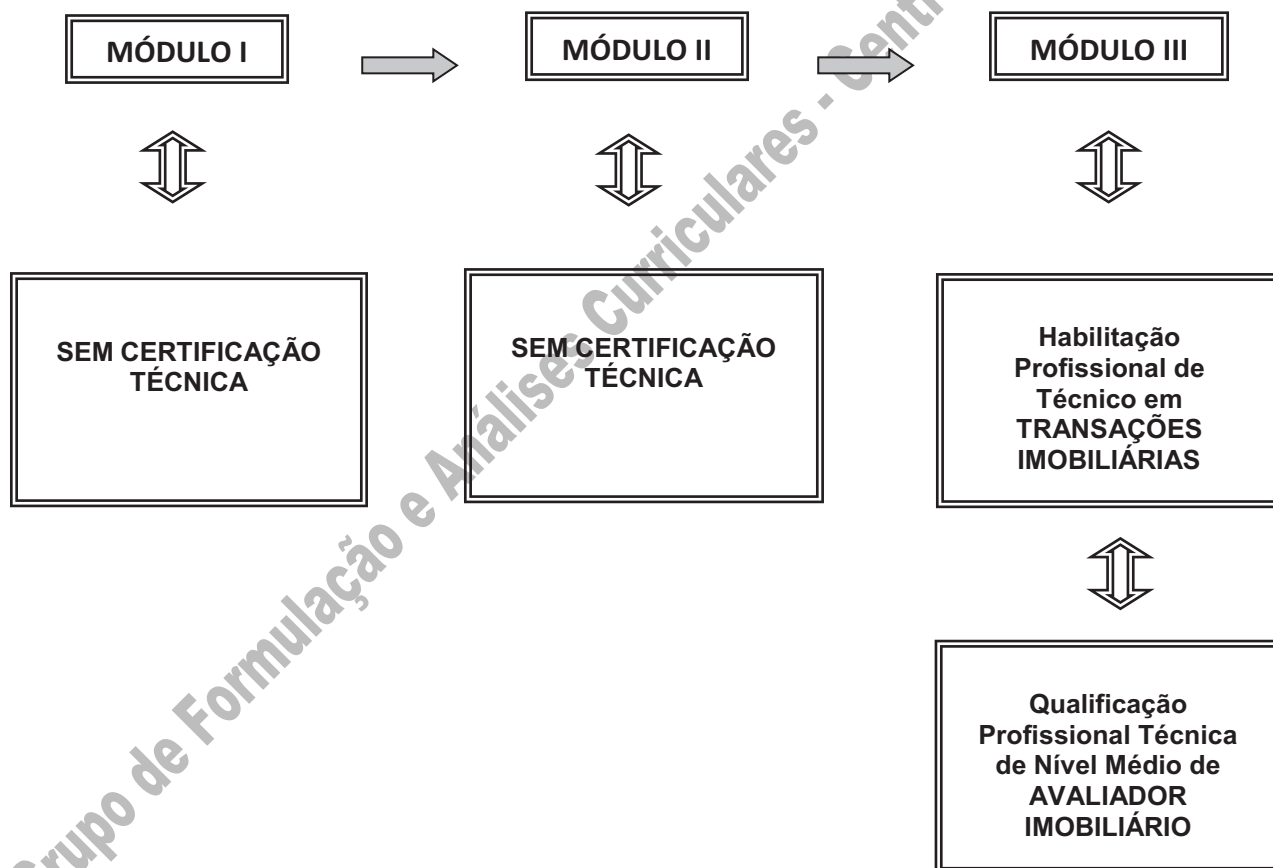 MÓDULO I
MÓDULO II
MÓDULO III
SEM CERTIFICAÇÃO
TÉCNICA
SEM CERTIFICAÇÃO
TÉCNICA
Habilitação
Profissional de
Técnico em
TRANSAÇÕES
IMOBILIÁRIAS
Qualificação
Profissional Técnica
de Nível Médio de
AVALIADOR
IMOBILIÁRIO
Grupo de Formulação e Análises Curriculares -